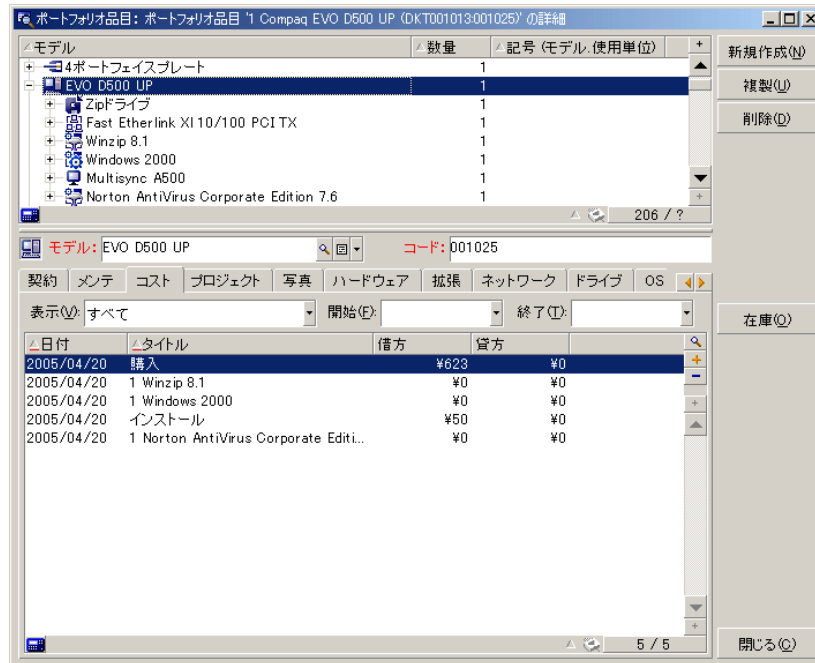 ポートフォリオ品目: ポートフォリオ品目 '1 Compaq EVO D500 UP (DKT001013:001025)' の詳細
モデル 数量 記号 (モデル.使用単位)
4ポートフェイスプレート 1
EVO D500 UP 1
Zipドライブ 1
Fast Etherlink XI 10/100 PCI TX 1
Winzip 8.1 1
Windows 2000 1
Multisync A500 1
Norton AntiVirus Corporate Edition 7.6 1
206 / ?
新規作成(N)
複製(U)
削除(D)
モデル: EVO D500 UP コード: 001025
契約 メンテ コスト プロジェクト 写真 ハードウェア 拡張 ネットワーク ドライブ OS
表示(V): すべて 開始(F): 終了(T):
在庫(O)
日付 タイトル 借方 貸方
2005/04/20 購入 ¥623 ¥0
2005/04/20 1 Winzip 8.1 ¥0 ¥0
2005/04/20 1 Windows 2000 ¥0 ¥0
2005/04/20 インストール ¥50 ¥0
2005/04/20 1 Norton AntiVirus Corporate Editi... ¥0 ¥0
5 / 5
閉じる(C)